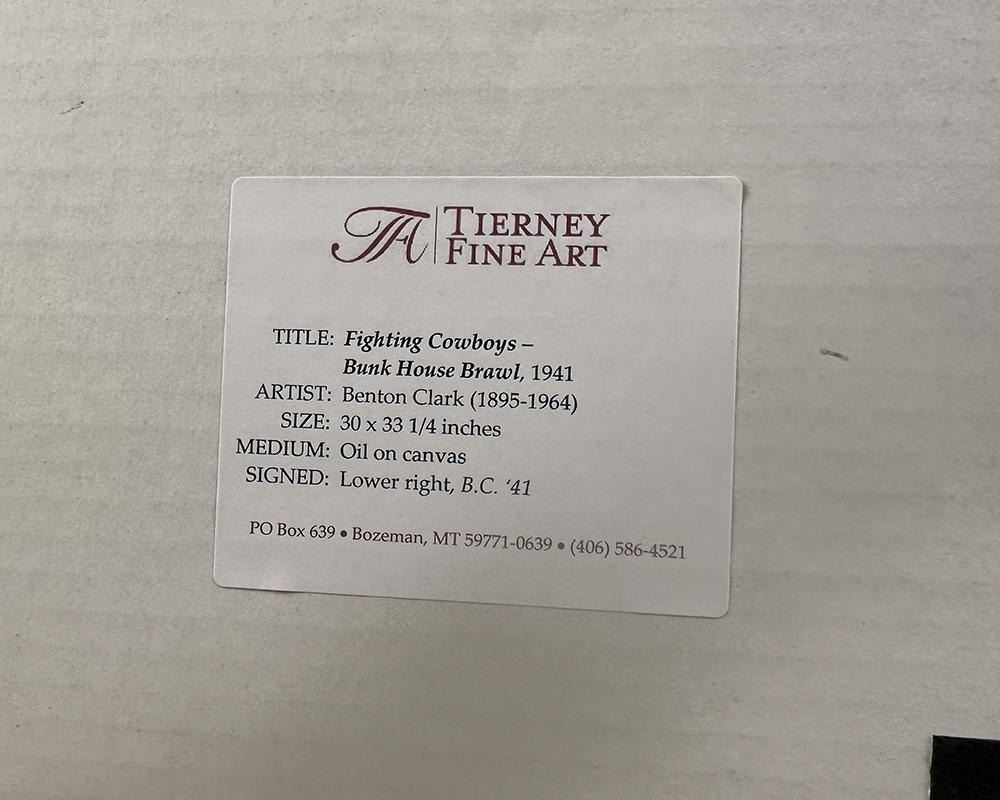 TFA
TIERNEY
FINE ART
TITLE: Fighting Cowboys –
Bunk House Brawl, 1941
ARTIST: Benton Clark (1895-1964)
SIZE: 30 x 33 1/4 inches
MEDIUM: Oil on canvas
SIGNED: Lower right, B.C. ‘41
PO Box 639 • Bozeman, MT 59771-0639 • (406) 586-4521